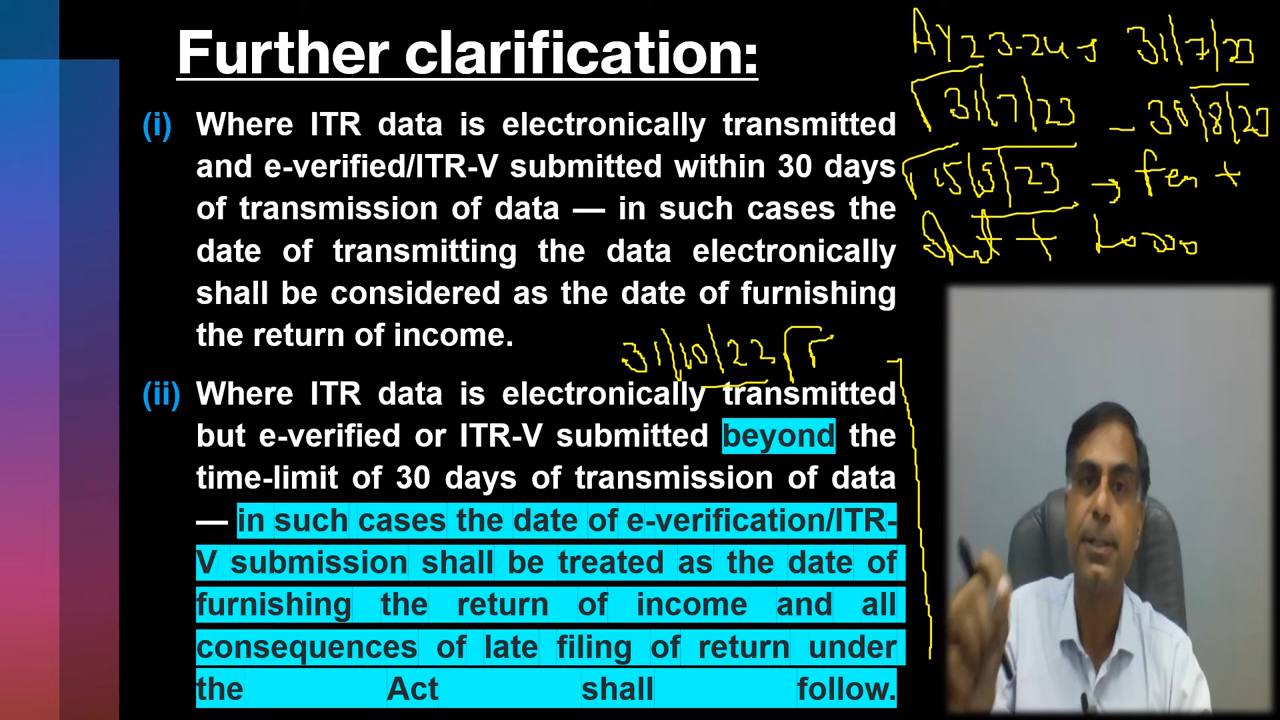 Further clarification:
AY 23-24 → 31/7/23
31/7/23 - 30/8/23
15/5/23 →
(i) Where ITR data is electronically transmitted
and e-verified/ITR-V submitted within 30 days
of transmission of data — in such cases the
date of transmitting the data electronically
shall be considered as the date of furnishing
the return of income.
31/10/22
(ii) Where ITR data is electronically transmitted
but e-verified or ITR-V submitted beyond the
time-limit of 30 days of transmission of data
— in such cases the date of e-verification/ITR-
V submission shall be treated as the date of
furnishing the return of income and all
consequences of late filing of return under
the Act shall follow.